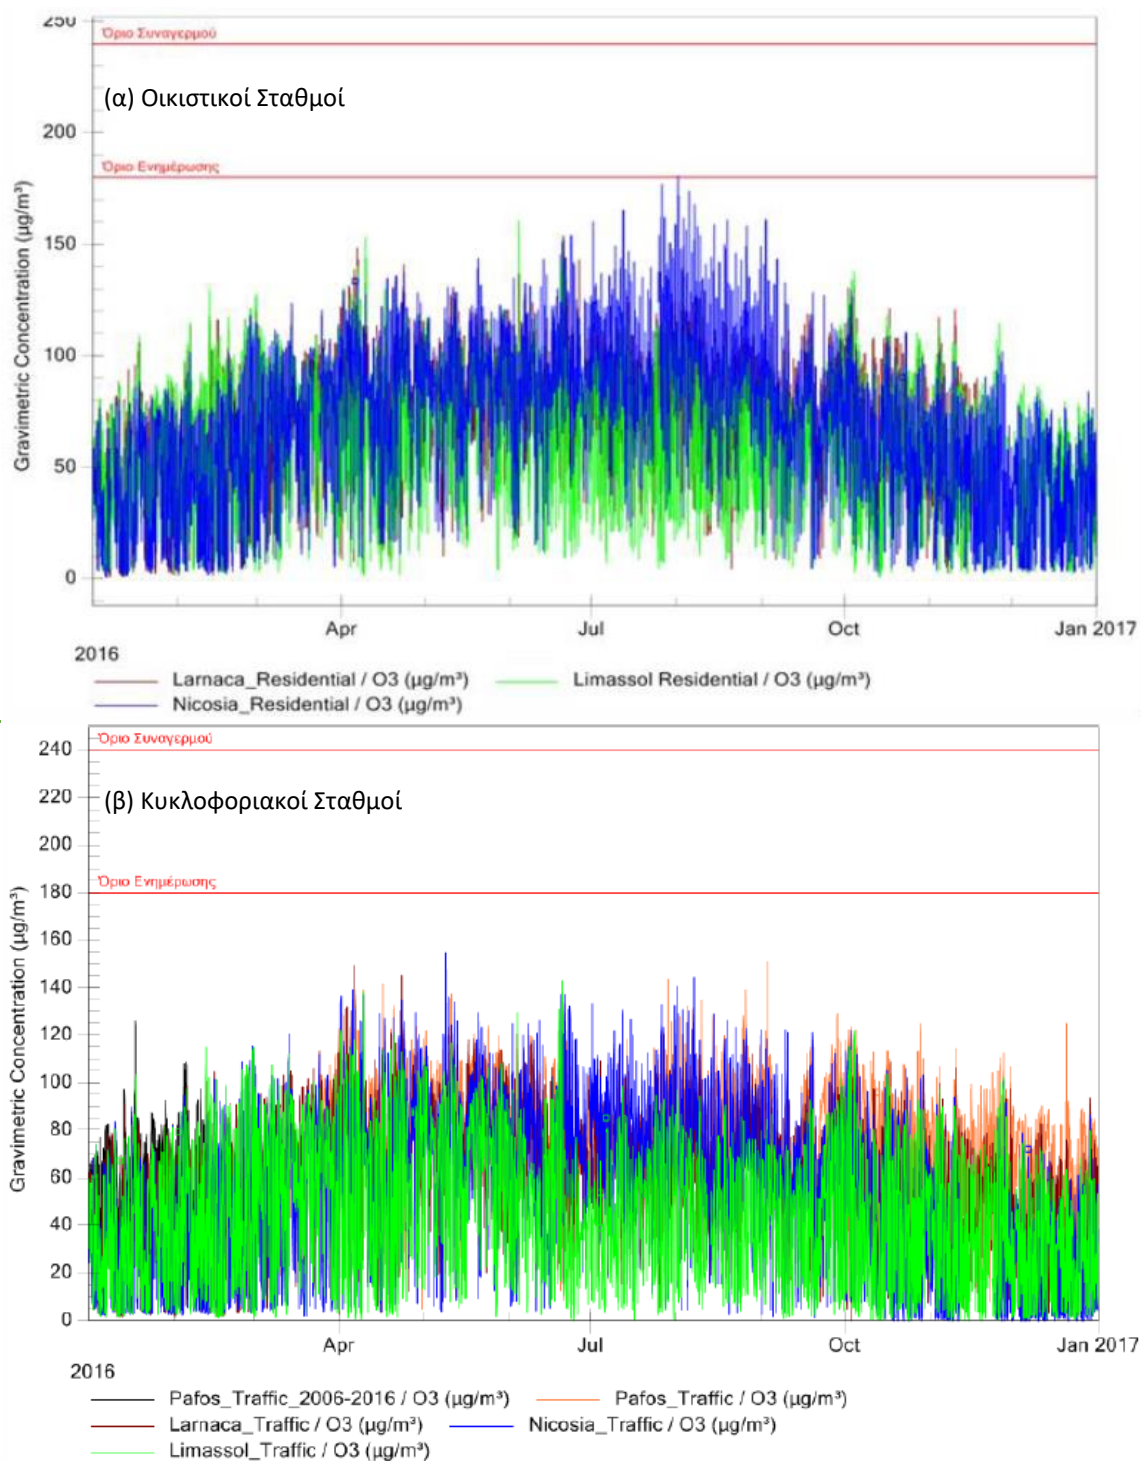 250
Όριο Συναγερμού
(α) Οικιστικοί Σταθμοί
200
Όριο Ενημέρωσης
150
100
50
0
Gravimetric Concentration (µg/m³)
Apr Jul Oct Jan 2017
2016
Larnaca_Residential / O3 (µg/m³) Limassol Residential / O3 (µg/m³)
Nicosia_Residential / O3 (µg/m³)
Όριο Συναγερμού
240
(β) Κυκλοφοριακοί Σταθμοί
220
200
Όριο Ενημέρωσης
180
160
140
120
100
80
60
40
20
0
Gravimetric Concentration (µg/m³)
Apr Jul Oct Jan 2017
2016
Pafos_Traffic_2006-2016 / O3 (µg/m³) Pafos_Traffic / O3 (µg/m³)
Larnaca_Traffic / O3 (µg/m³) Nicosia_Traffic / O3 (µg/m³)
Limassol_Traffic / O3 (µg/m³)